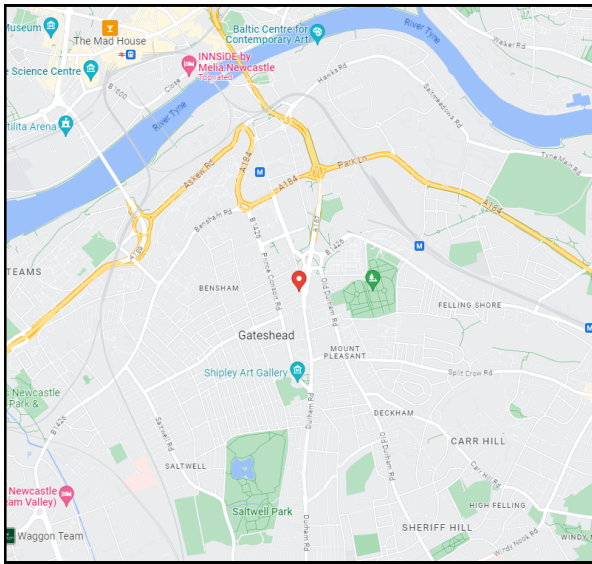 Museum
The Mad House
Baltic Centre for
Contemporary Art
River Tyne
Walker Rd
INNSiDE by
Melia Newcastle
Top rated
e Science Centre
Close
B1600
Hawks Rd
Saltmeadows Rd
Utilita Arena
River Tyne
Askew Rd
A184
A184
Park Ln
Tyne Main Rd
A184
A167
Bensham Rd
B1426
B1426
A184
TEAMS
BENSHAM
Prince Consort Rd
Old Durham Rd
FELLING SHORE
Gateshead
MOUNT
PLEASANT
Shipley Art Gallery
Split Crow Rd
s Newcastle
Park &
Durham Rd
DECKHAM
B1426
Saltwell Rd
CARR HILL
Old Durham Rd
SALTWELL
Carr Hill Rd
Newcastle
am Valley)
Saltwell Park
HIGH FELLING
Durham Rd
SHERIFF HILL
Waggon Team
Windy Nook Rd
WINDY N